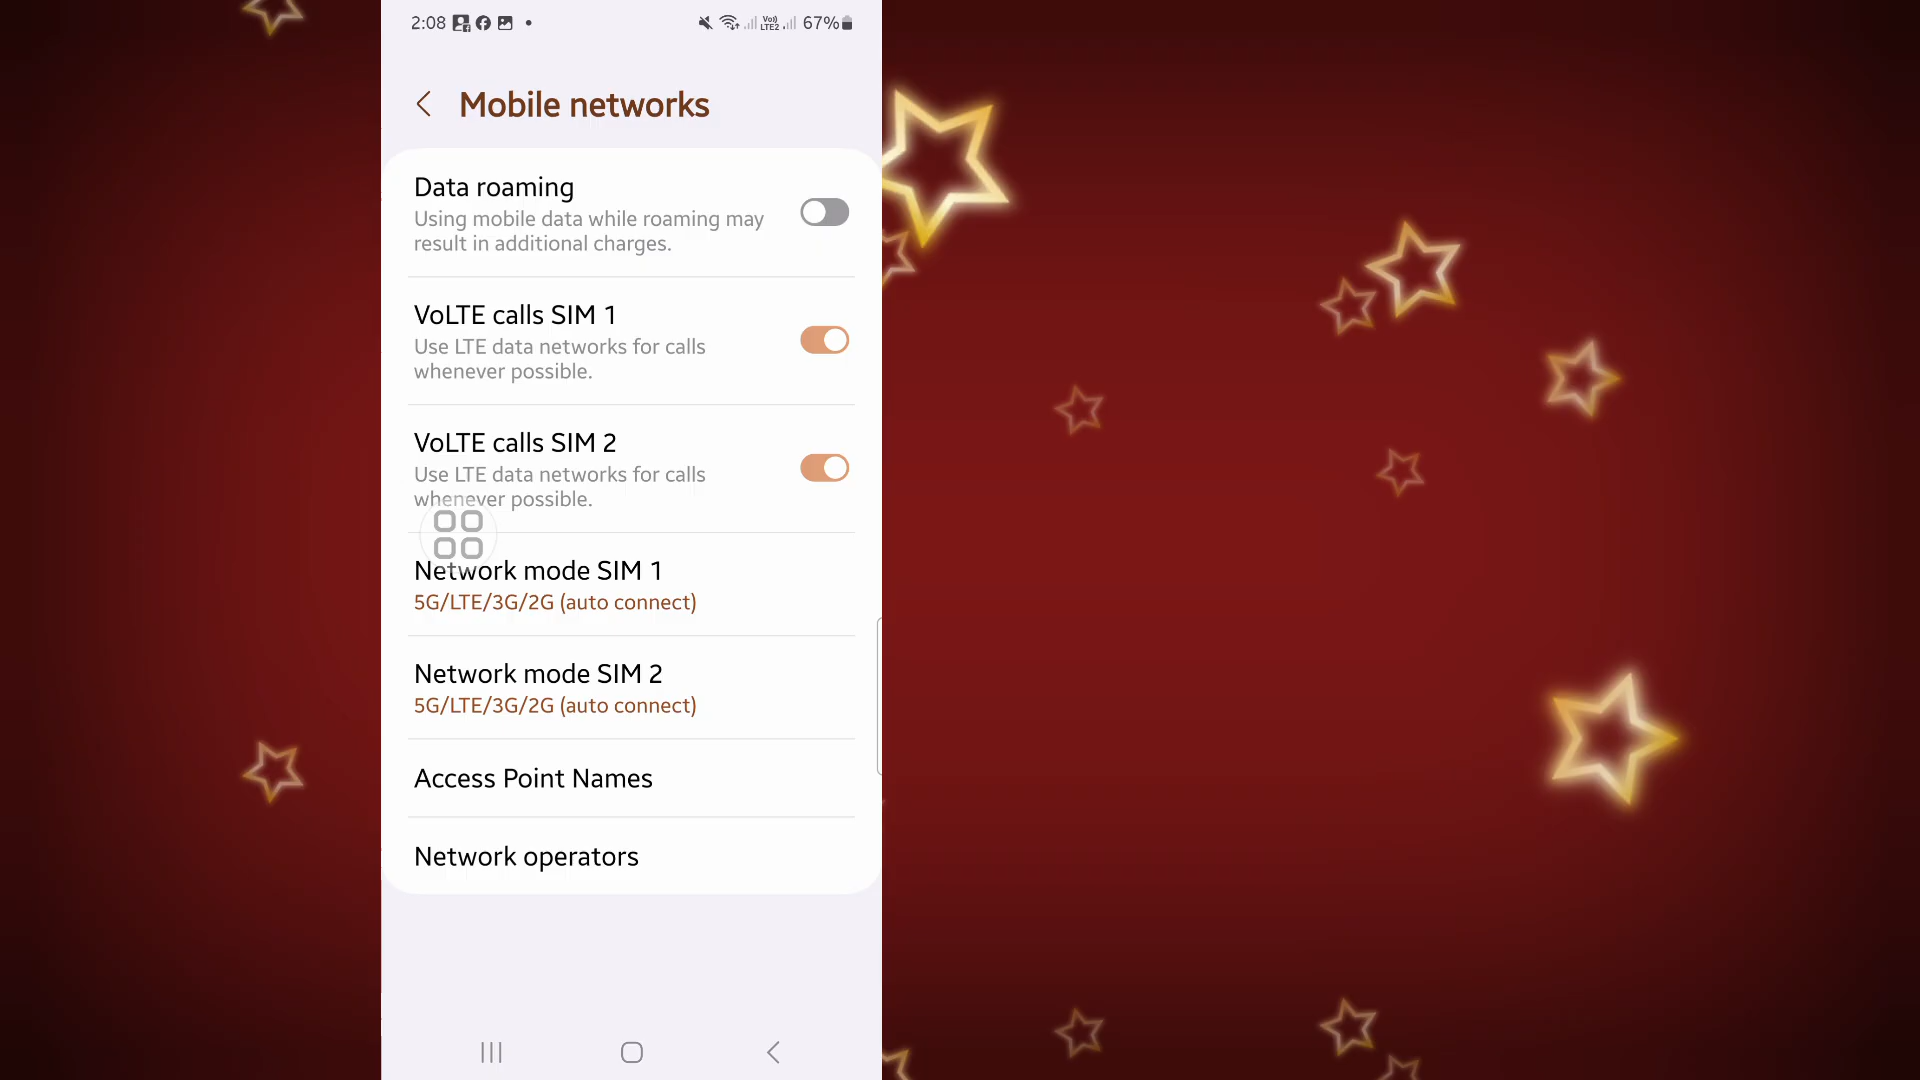 2:08
Vo)) LTE2 67%
Mobile networks
Data roaming
Using mobile data while roaming may
result in additional charges.
VoLTE calls SIM 1
Use LTE data networks for calls
whenever possible.
VoLTE calls SIM 2
Use LTE data networks for calls
whenever possible.
Network mode SIM 1
5G/LTE/3G/2G (auto connect)
Network mode SIM 2
5G/LTE/3G/2G (auto connect)
Access Point Names
Network operators